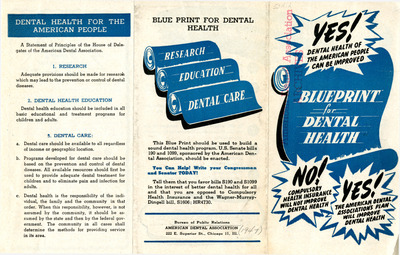 DENTAL HEALTH FOR THE
AMERICAN PEOPLE
A Statement of Principles of the House of Dele-
gates of the American Dental Association.
1. RESEARCH
Adequate provisions should be made for research
which may lead to the prevention or control of dental
diseases.
2. DENTAL HEALTH EDUCATION
Dental health education should be included in all
basic educational and treatment programs for
children and adults.
3. DENTAL CARE:
a. Dental care should be available to all regardless
of income or geographic location.
b. Programs developed for dental care should be
based on the prevention and control of dental
diseases. All available resources should first be
used to provide adequate dental treatment for
children and to eliminate pain and infection for
adults.
c. Dental health is the responsibility of the indi-
vidual, the family and the community in that
order. When this responsibility, however, is not
assumed by the community, it should be as-
sumed by the state and then by the federal gov-
ernment. The community in all cases shall
determine the methods for providing service
in its area.
BLUE PRINT FOR DENTAL
HEALTH
RESEARCH
EDUCATION
DENTAL CARE
This Blue Print should be used to build a
sound dental health program. U.S. Senate bills
190 and 1099, sponsored by the American Den-
tal Association, should be enacted.
You Can Help! Write your Congressman
and Senator TODAY!
Tell them that you favor bills S190 and S1099
in the interest of better dental health for all
and that you are opposed to Compulsory
Health Insurance and the Wagner-Murray-
Dingell bill, S1606; HR4730.
Bureau of Public Relations
AMERICAN DENTAL ASSOCIATION
222 E. Superior St., Chicago 11, Ill.
YES!
DENTAL HEALTH OF
THE AMERICAN PEOPLE
CAN BE IMPROVED
BLUEPRINT
for
DENTAL
HEALTH
NO!
COMPULSORY
HEALTH INSURANCE
WILL NOT IMPROVE
DENTAL HEALTH
YES!
THE AMERICAN DENTAL
ASSOCIATIONS PLAN
WILL IMPROVE
DENTAL HEALTH